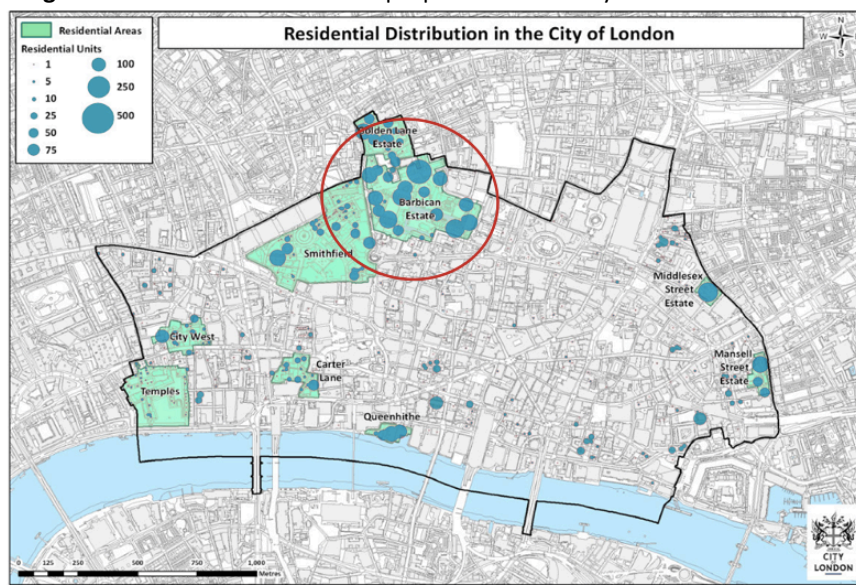 Residential Distribution in the City of London
Residential Areas
Residential Units
1
5
10
25
50
75
100
250
500
N
W
E
S
Golden Lane
Estate
Barbican
Estate
Smithfield
Middlesex
Street
Estate
City West
Carter
Lane
Mansell
Street
Estate
Temples
Queenhithe
0 125 250 500 750 1,000
Metres
CITY
OF
LONDON